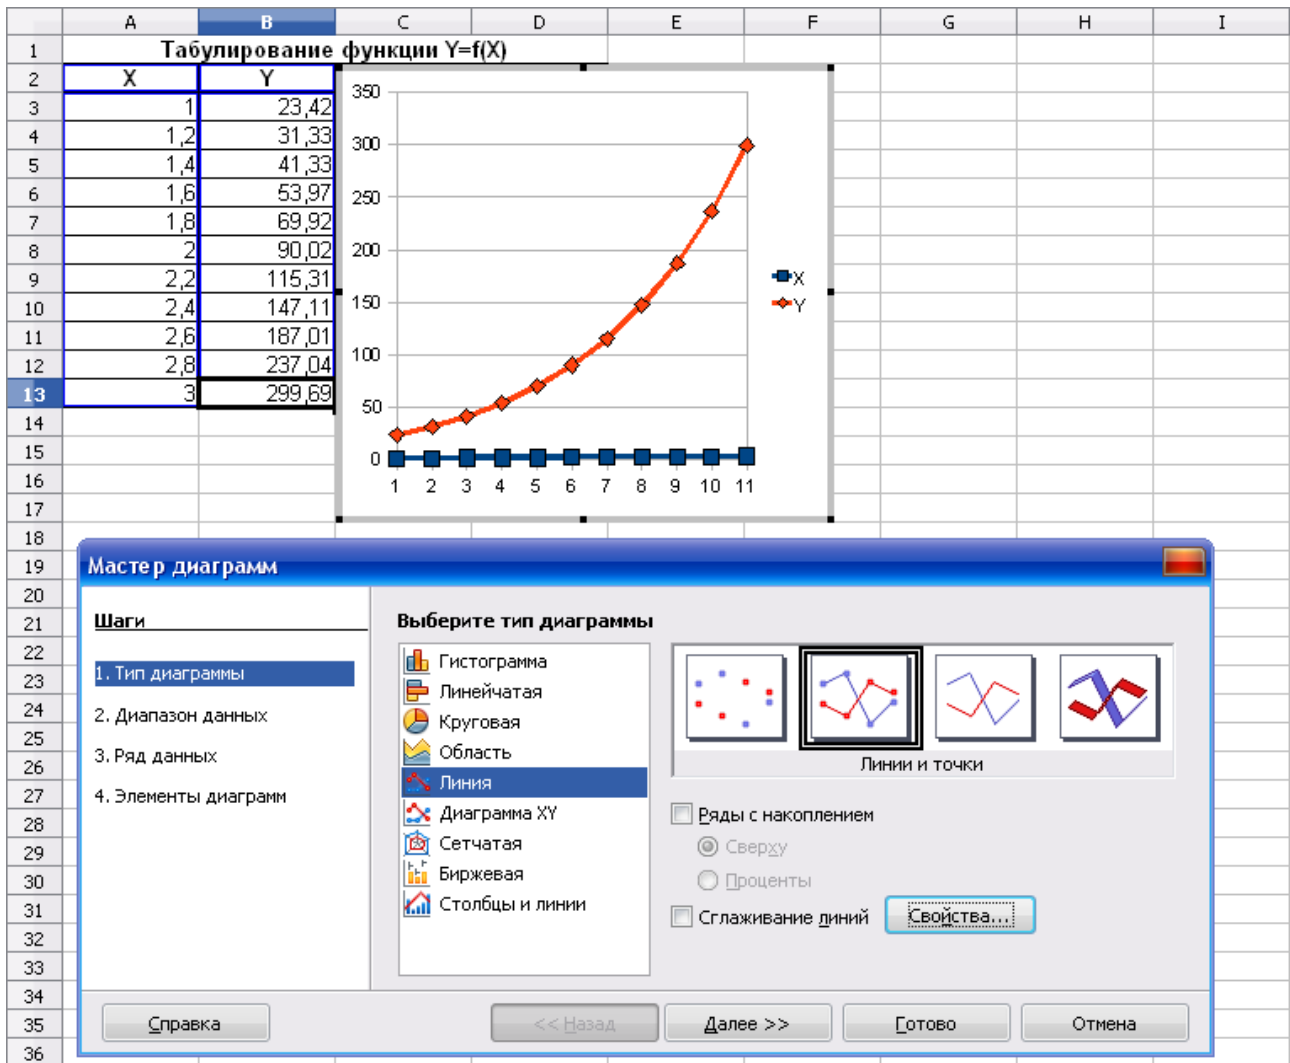 A B C D E F G H I
1 Табулирование функции Y=f(X)
2 X Y
3 1 23,42
4 1,2 31,33
5 1,4 41,33
6 1,6 53,97
7 1,8 69,92
8 2 90,02
9 2,2 115,31
10 2,4 147,11
11 2,6 187,01
12 2,8 237,04
13 3 299,69
14
15
16
17
18
19
20
21
22
23
24
25
26
27
28
29
30
31
32
33
34
35
36
350
300
250
200
150
100
50
0
1 2 3 4 5 6 7 8 9 10 11
X
Y
Мастер диаграмм
Шаги
1. Тип диаграммы
2. Диапазон данных
3. Ряд данных
4. Элементы диаграмм
Выберите тип диаграммы
Гистограмма
Линейчатая
Круговая
Область
Линия
Диаграмма XY
Сетчатая
Биржевая
Столбцы и линии
Линии и точки
Ряды с накоплением
Сверху
Проценты
Сглаживание линий Свойства...
Справка << Назад Далее >> Готово Отмена